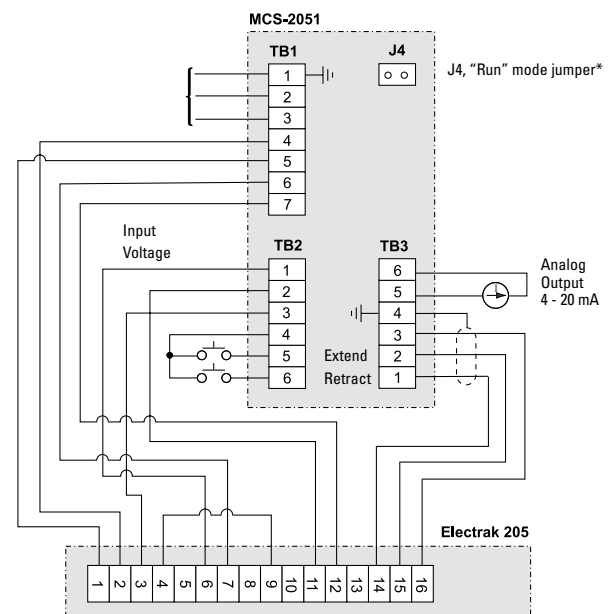 MCS-2051
TB1
J4
J4, “Run” mode jumper*
1
2
3
4
5
6
7
Input
Voltage
TB2
1
2
3
4
5
6
TB3
6
5
4
3
2
1
Extend
Retract
Analog
Output
4 - 20 mA
Electrak 205
1 2 3 4 5 6 7 8 9 10 11 12 13 14 15 16